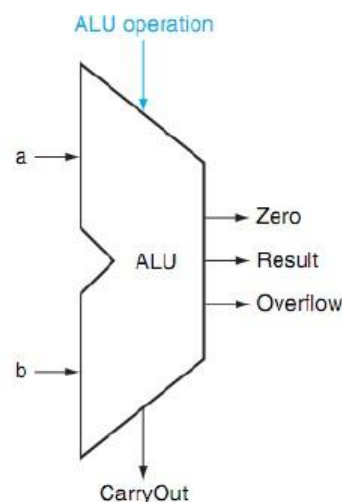 ALU operation
a
Zero
ALU
Result
Overflow
b
CarryOut